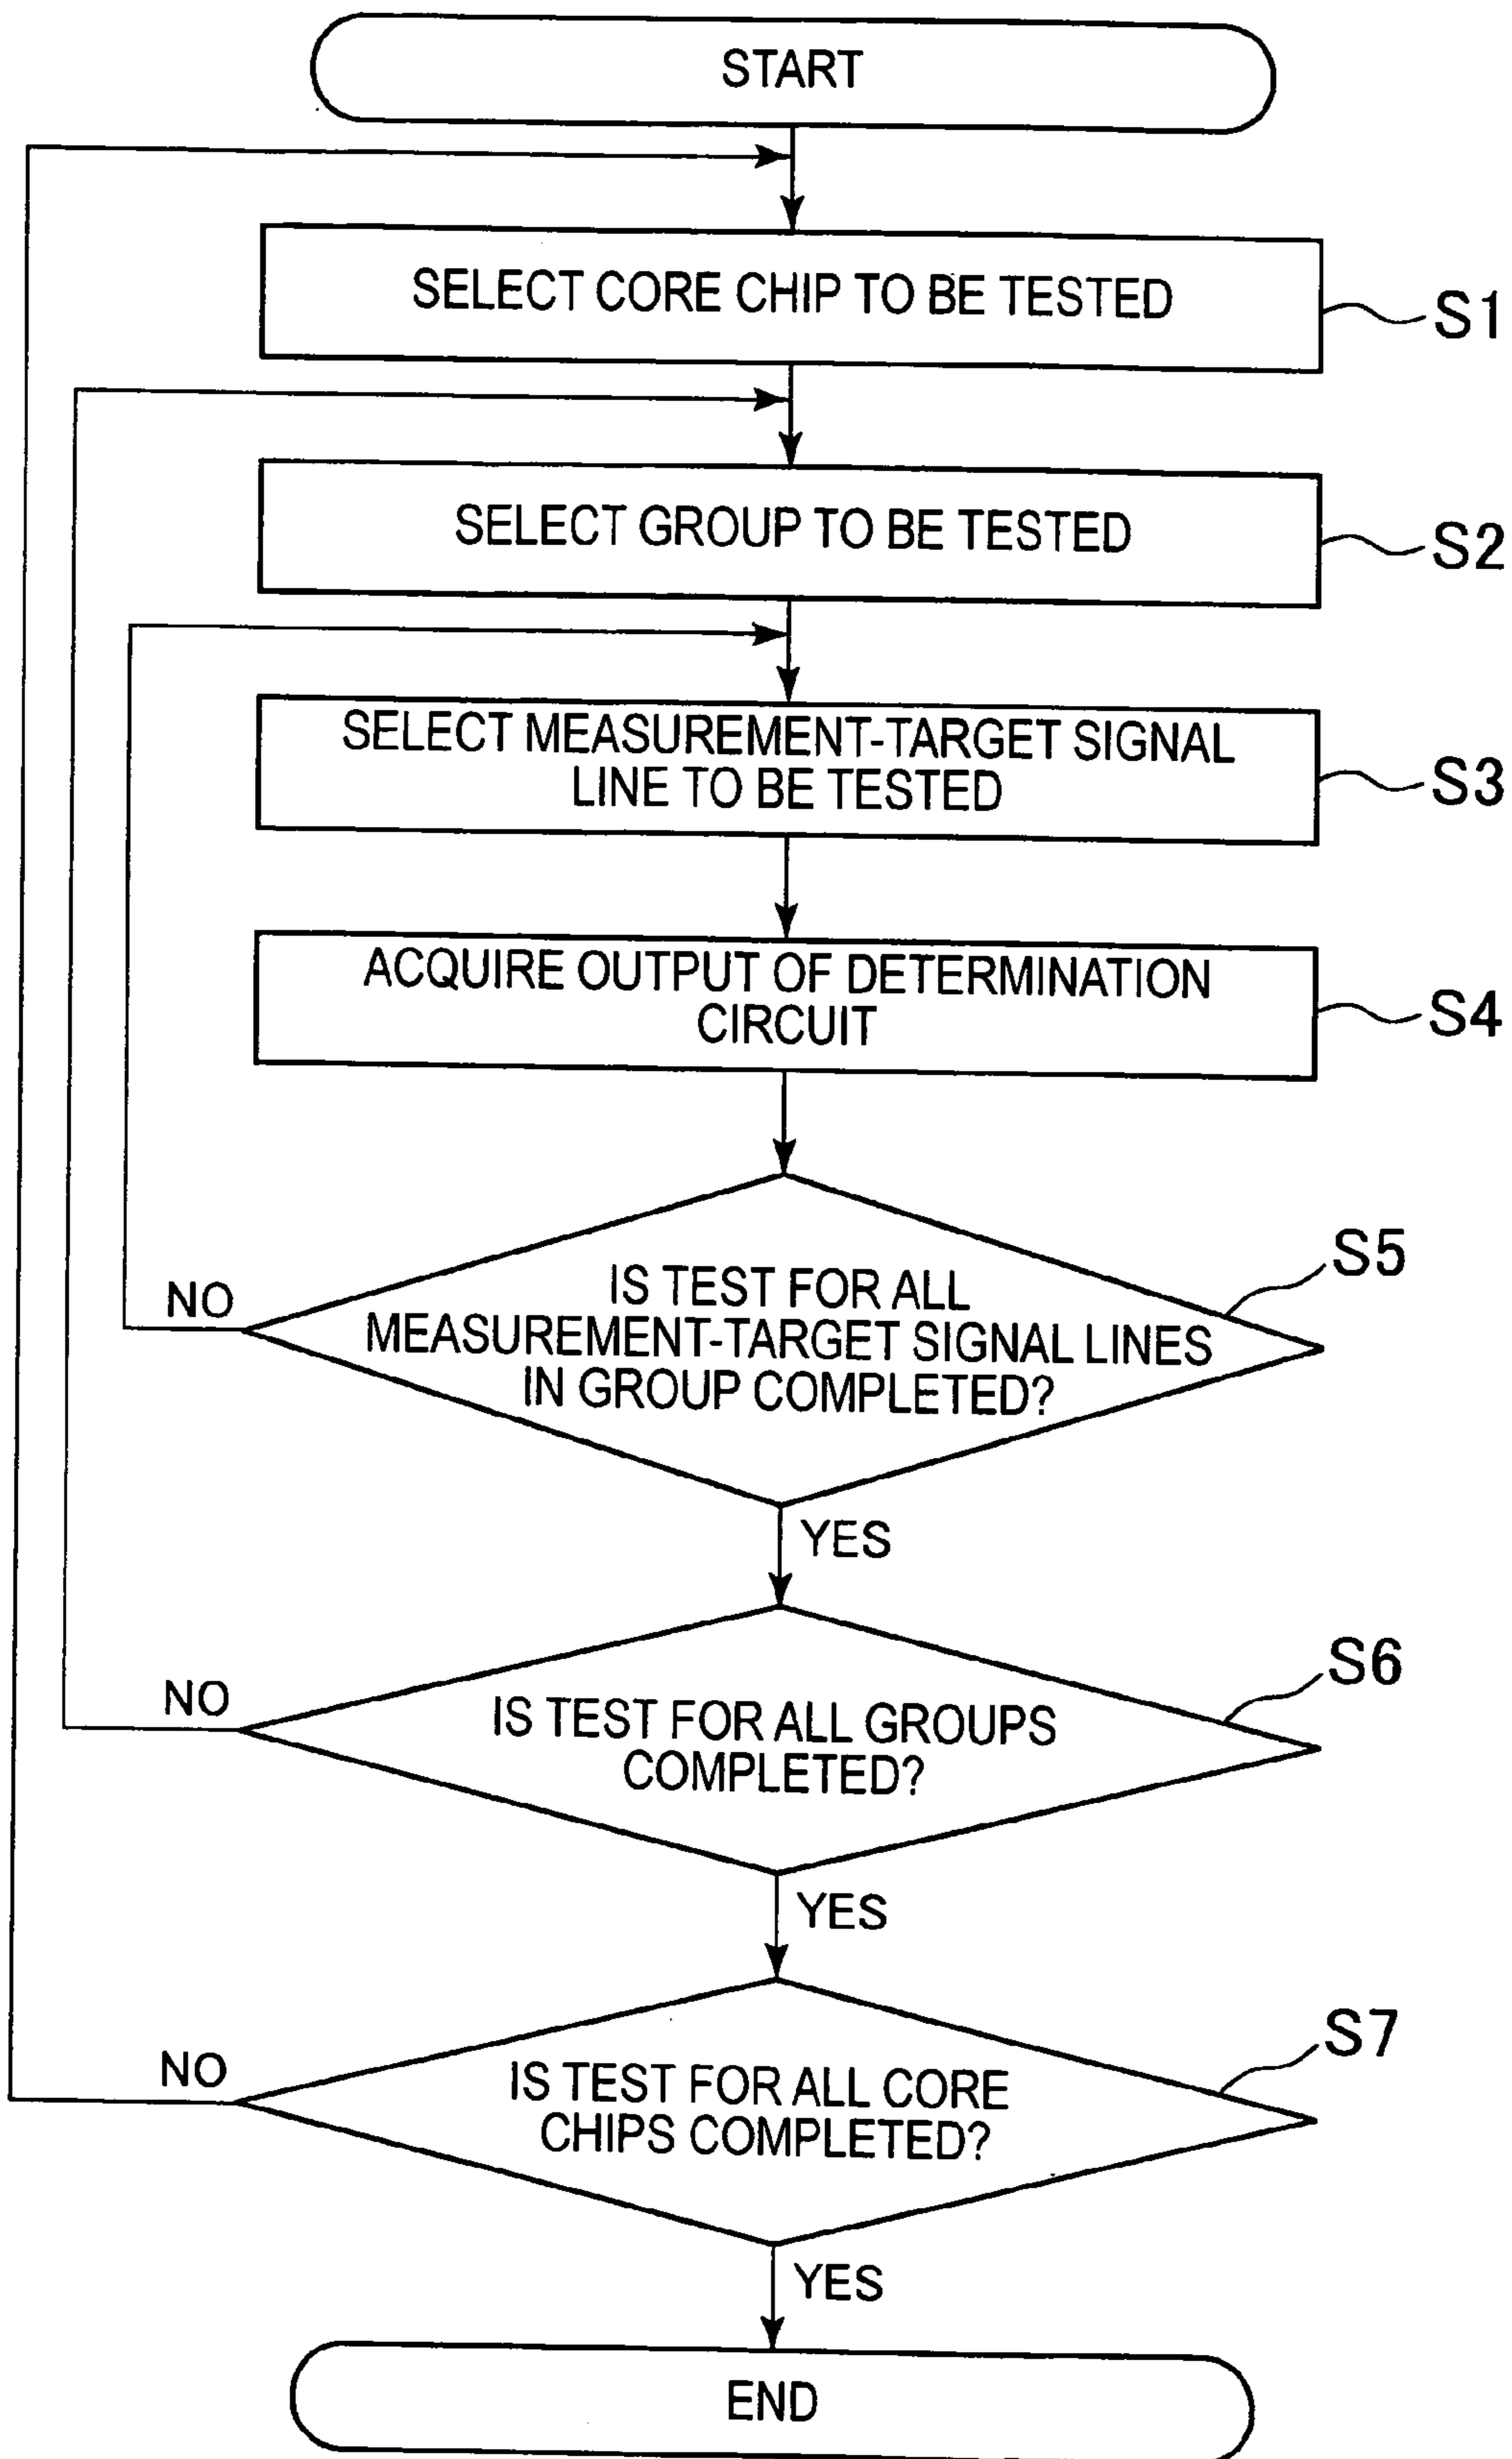 START
SELECT CORE CHIP TO BE TESTED
S1
SELECT GROUP TO BE TESTED
S2
SELECT MEASUREMENT-TARGET SIGNAL
LINE TO BE TESTED
S3
ACQUIRE OUTPUT OF DETERMINATION
CIRCUIT
S4
S5
IS TEST FOR ALL
MEASUREMENT-TARGET SIGNAL LINES
IN GROUP COMPLETED?
NO
YES
S6
IS TEST FOR ALL GROUPS
COMPLETED?
NO
YES
S7
IS TEST FOR ALL CORE
CHIPS COMPLETED?
NO
YES
END